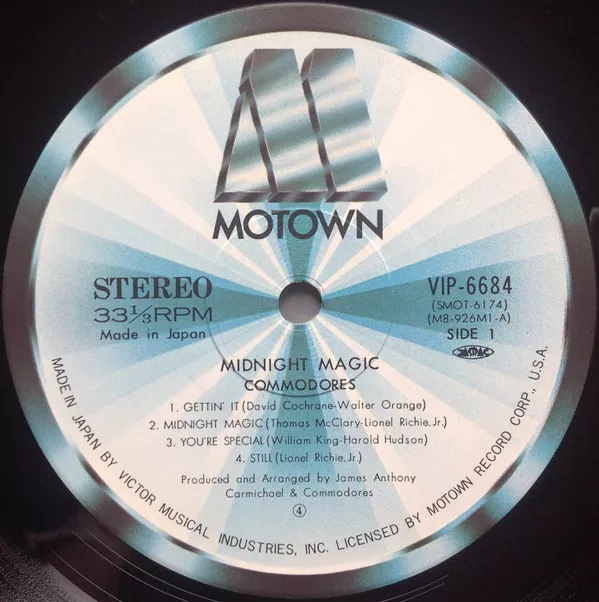 M
MOTOWN
STEREO
33⅓RPM
Made in Japan
VIP-6684
(SMOT-6174)
(M8-926M1-A)
SIDE 1
JASRAC
MIDNIGHT MAGIC
COMMODORES
1. GETTIN' IT (David Cochrane-Walter Orange)
2. MIDNIGHT MAGIC (Thomas McClary-Lionel Richie, Jr.)
3. YOU'RE SPECIAL (William King-Harold Hudson)
4. STILL (Lionel Richie, Jr.)
Produced and Arranged by James Anthony
Carmichael & Commodores
④
MADE IN JAPAN BY VICTOR MUSICAL INDUSTRIES, INC. LICENSED BY MOTOWN RECORD CORP., U.S.A.